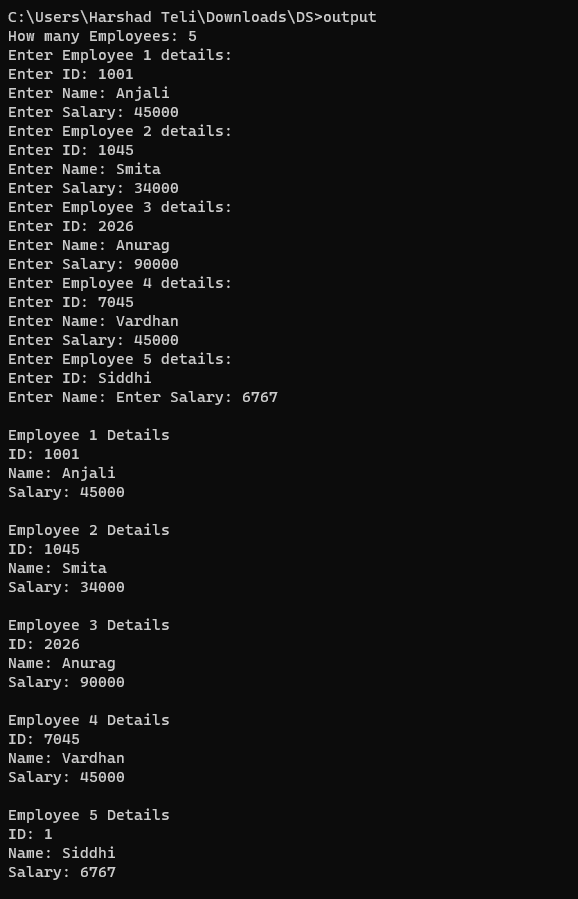 C:\Users\Harshad Teli\Downloads\DS>output
How many Employees: 5
Enter Employee 1 details:
Enter ID: 1001
Enter Name: Anjali
Enter Salary: 45000
Enter Employee 2 details:
Enter ID: 1045
Enter Name: Smita
Enter Salary: 34000
Enter Employee 3 details:
Enter ID: 2026
Enter Name: Anurag
Enter Salary: 90000
Enter Employee 4 details:
Enter ID: 7045
Enter Name: Vardhan
Enter Salary: 45000
Enter Employee 5 details:
Enter ID: Siddhi
Enter Name: Enter Salary: 6767
Employee 1 Details
ID: 1001
Name: Anjali
Salary: 45000
Employee 2 Details
ID: 1045
Name: Smita
Salary: 34000
Employee 3 Details
ID: 2026
Name: Anurag
Salary: 90000
Employee 4 Details
ID: 7045
Name: Vardhan
Salary: 45000
Employee 5 Details
ID: 1
Name: Siddhi
Salary: 6767